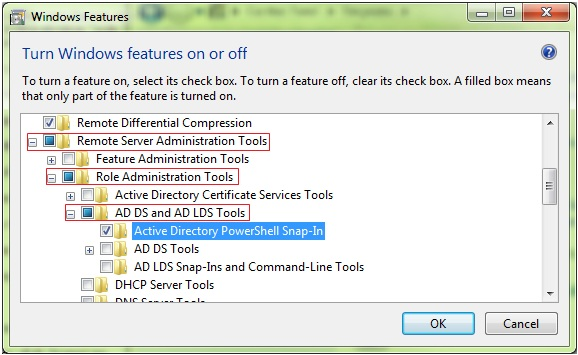 Windows Features
Turn Windows features on or off
To turn a feature on, select its check box. To turn a feature off, clear its check box. A filled box means
that only part of the feature is turned on.
Remote Differential Compression
Remote Server Administration Tools
Feature Administration Tools
Role Administration Tools
Active Directory Certificate Services Tools
AD DS and AD LDS Tools
Active Directory PowerShell Snap-In
AD DS Tools
AD LDS Snap-Ins and Command-Line Tools
DHCP Server Tools
DNS Server Tools
OK
Cancel